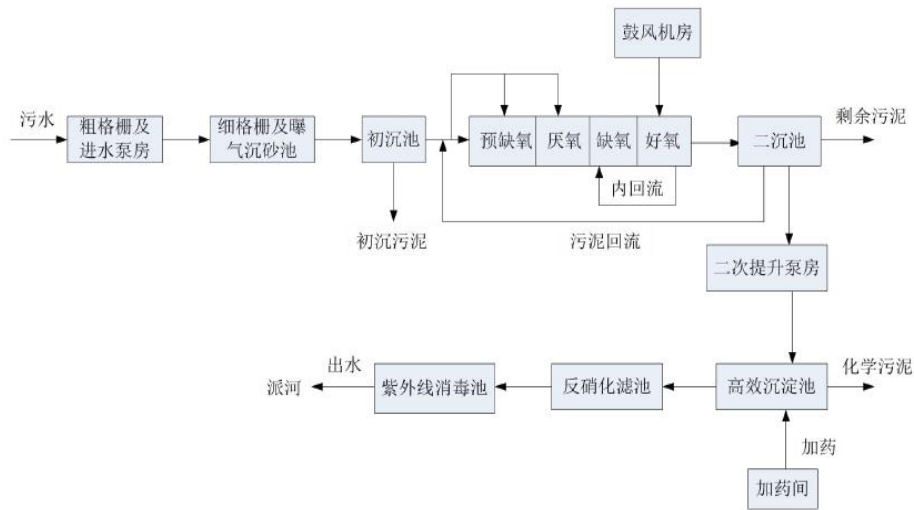 鼓风机房
污水
粗格栅及
进水泵房
细格栅及曝
气沉砂池
初沉池
预缺氧
厌氧
缺氧
好氧
二沉池
剩余污泥
内回流
初沉污泥
污泥回流
二次提升泵房
派河
出水
紫外线消毒池
反硝化滤池
高效沉淀池
化学污泥
加药
加药间